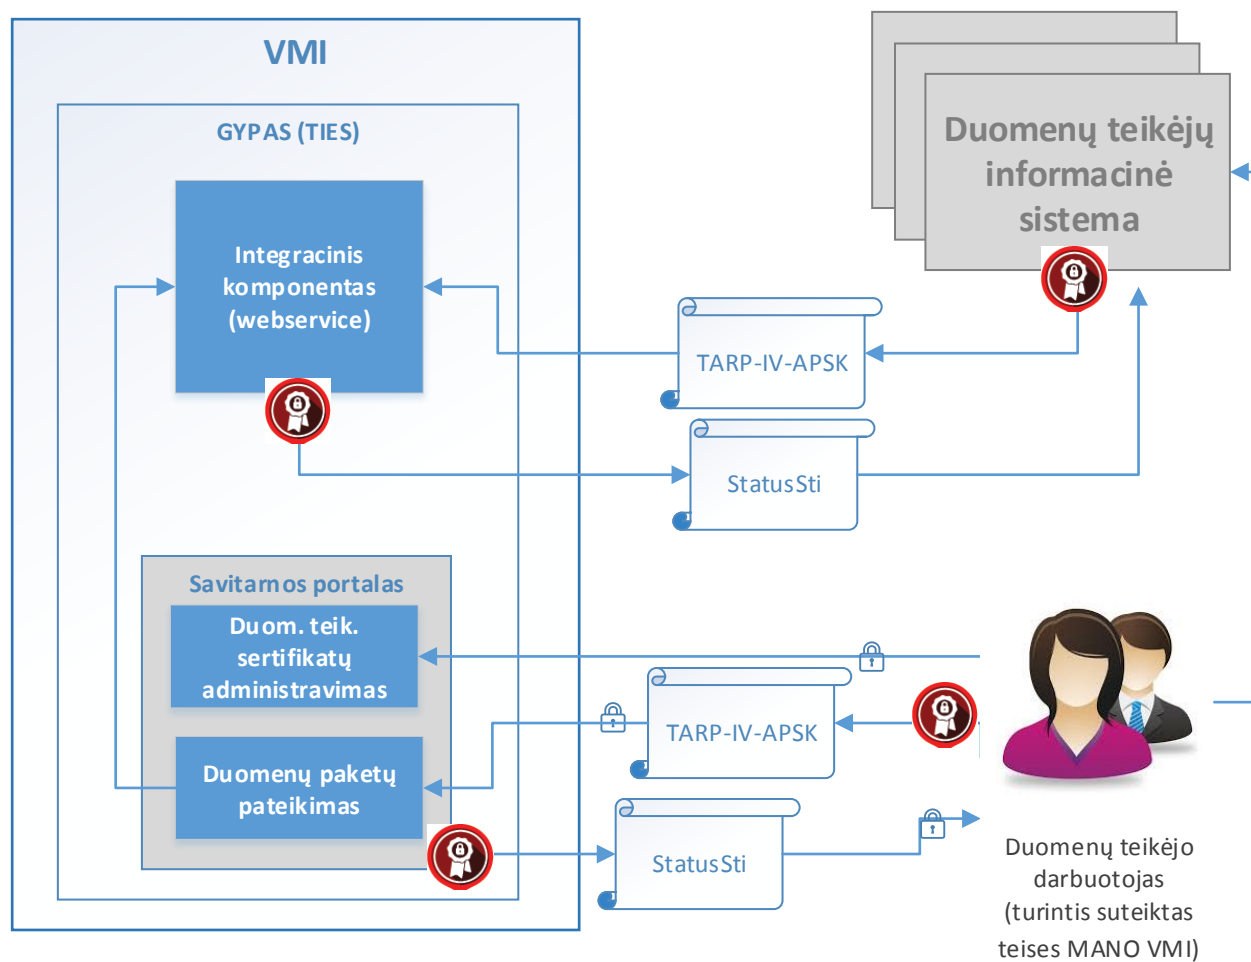 VMI
GYPAS (TIES)
Integracinis
komponentas
(webservice)
Duomenų teikėjų
informacinė
sistema
TARP-IV-APSK
StatusSti
Savitarnos portalas
Duom. teik.
sertifikatų
administravimas
Duomenų paketų
pateikimas
TARP-IV-APSK
StatusSti
Duomenų teikėjo
darbuotojas
(turintis suteiktas
teises MANO VMI)